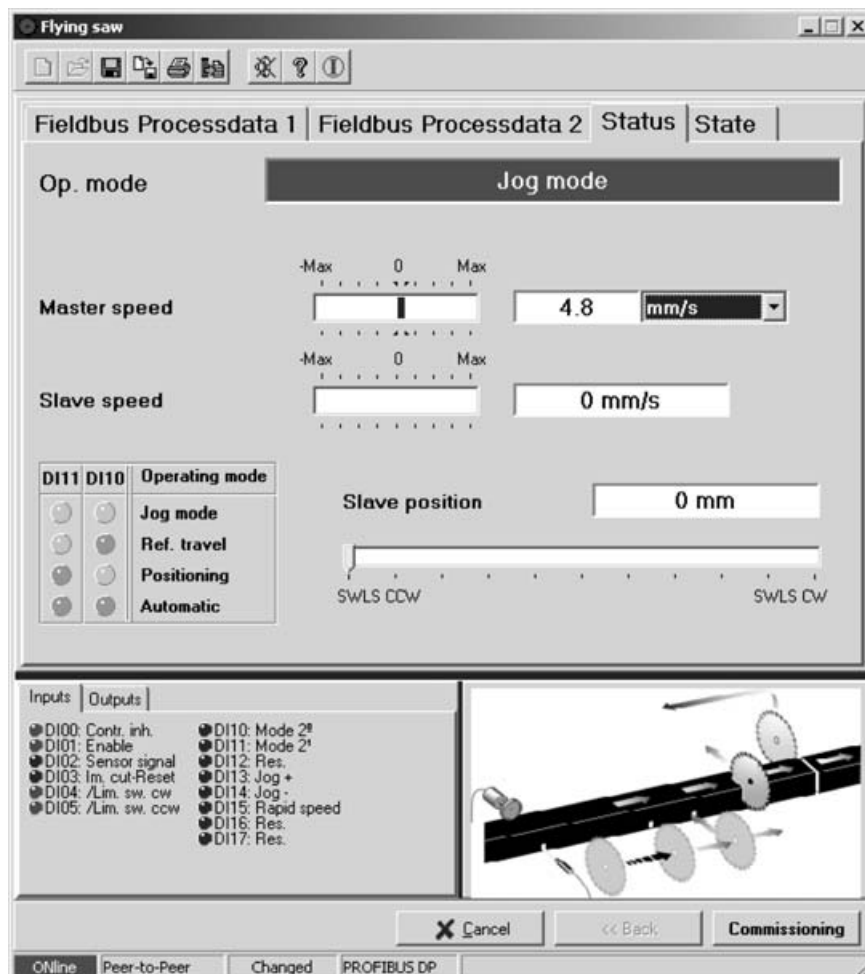 Flying saw
Fieldbus Processdata 1 Fieldbus Processdata 2 Status State
Op. mode Jog mode
-Max 0 Max
Master speed 4.8 mm/s
-Max 0 Max
Slave speed 0 mm/s
DI11 DI10 Operating mode
Jog mode
Ref. travel
Positioning
Automatic
Slave position 0 mm
SWLS CCW SWLS CW
Inputs Outputs
DI00: Contr. inh.
DI01: Enable
DI02: Sensor signal
DI03: Im. cut-Reset
DI04: /Lim. sw. cw
DI05: /Lim. sw. ccw
DI10: Mode 2⁰
DI11: Mode 2¹
DI12: Res.
DI13: Jog +
DI14: Jog -
DI15: Rapid speed
DI16: Res.
DI17: Res.
Cancel << Back Commissioning
ONline Peer-to-Peer Changed PROFIBUS DP